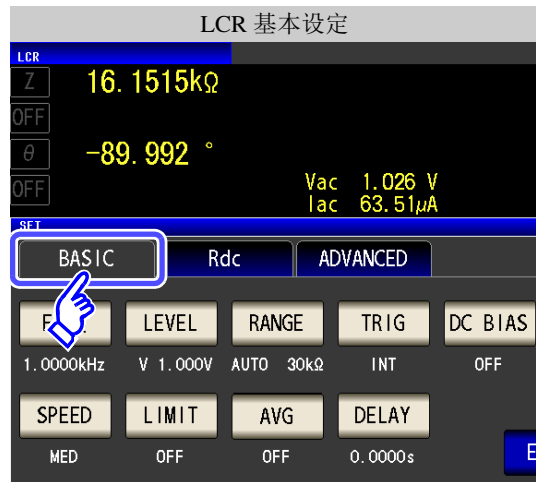 LCR 基本设定
LCR
Z 16.1515kΩ
OFF
θ -89.992 °
OFF
Vac 1.026 V
Iac 63.51μA
SET
BASIC Rdc ADVANCED
LEVEL RANGE TRIG DC BIAS
1.0000kHz V 1.000V AUTO 30kΩ INT OFF
SPEED LIMIT AVG DELAY
MED OFF OFF 0.0000s